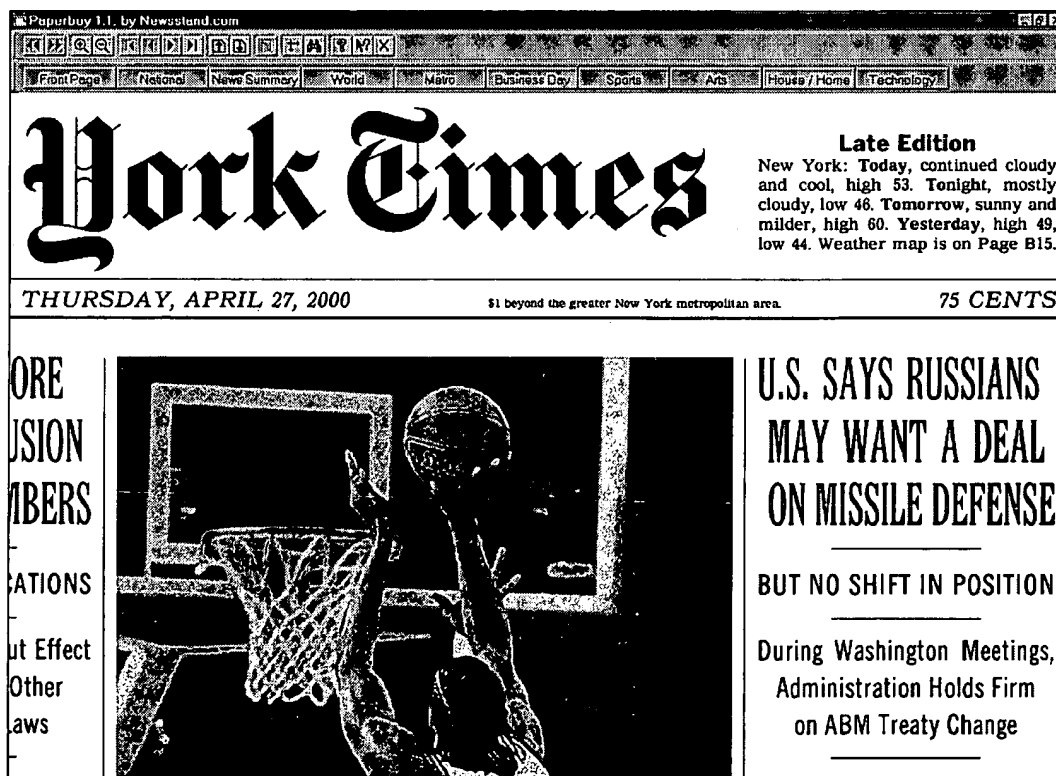 Paperboy 1.1. by Newsstand.com
Front Page National News Summary World Metro Business Day Sports Arts House / Home Technology
York Times
Late Edition
New York: Today, continued cloudy
and cool, high 53. Tonight, mostly
cloudy, low 46. Tomorrow, sunny and
milder, high 60. Yesterday, high 49,
low 44. Weather map is on Page B15.
THURSDAY, APRIL 27, 2000
$1 beyond the greater New York metropolitan area.
75 CENTS
ORE
USION
MBERS
CATIONS
ut Effect
Other
Laws
U.S. SAYS RUSSIANS
MAY WANT A DEAL
ON MISSILE DEFENSE
BUT NO SHIFT IN POSITION
During Washington Meetings,
Administration Holds Firm
on ABM Treaty Change